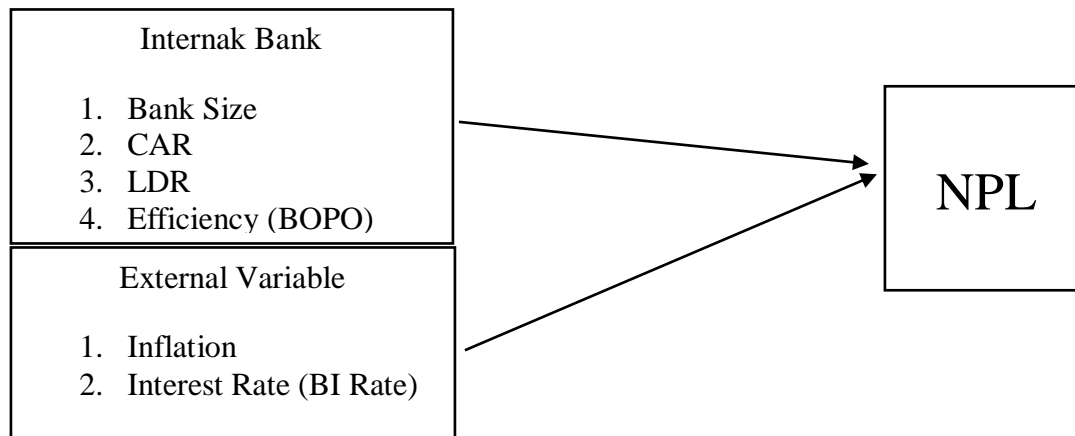 Internak Bank
1. Bank Size
2. CAR
3. LDR
4. Efficiency (BOPO)
External Variable
1. Inflation
2. Interest Rate (BI Rate)
NPL